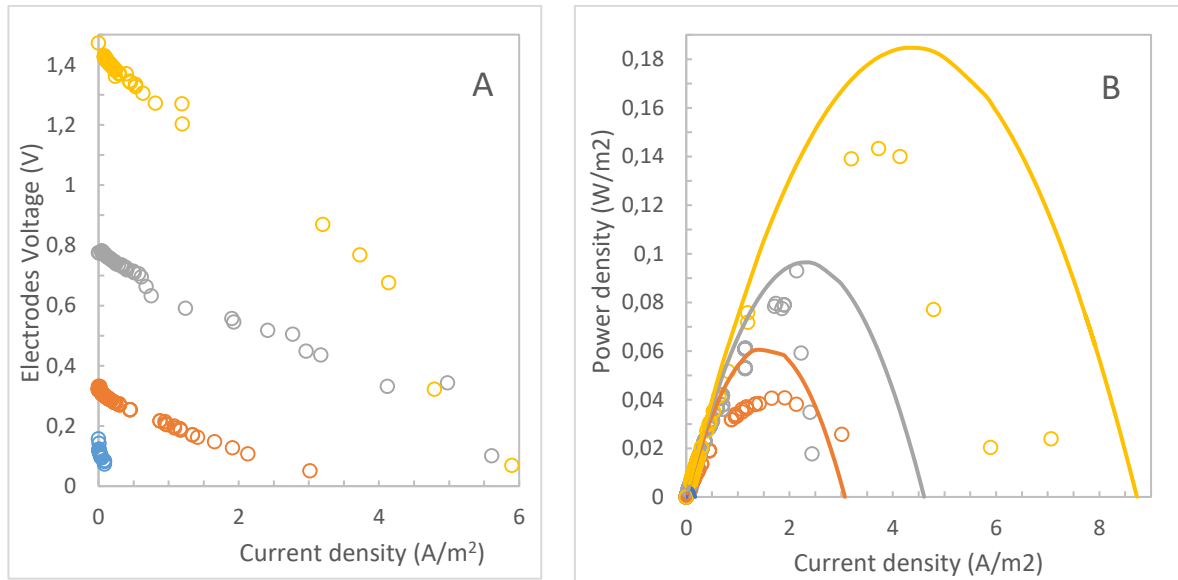 A
Electrodes Voltage (V)
1,4
1,2
1
0,8
0,6
0,4
0,2
0
0 2 4 6
Current density (A/m²)
B
Power density (W/m2)
0,18
0,16
0,14
0,12
0,1
0,08
0,06
0,04
0,02
0
0 2 4 6 8
Current density (A/m2)